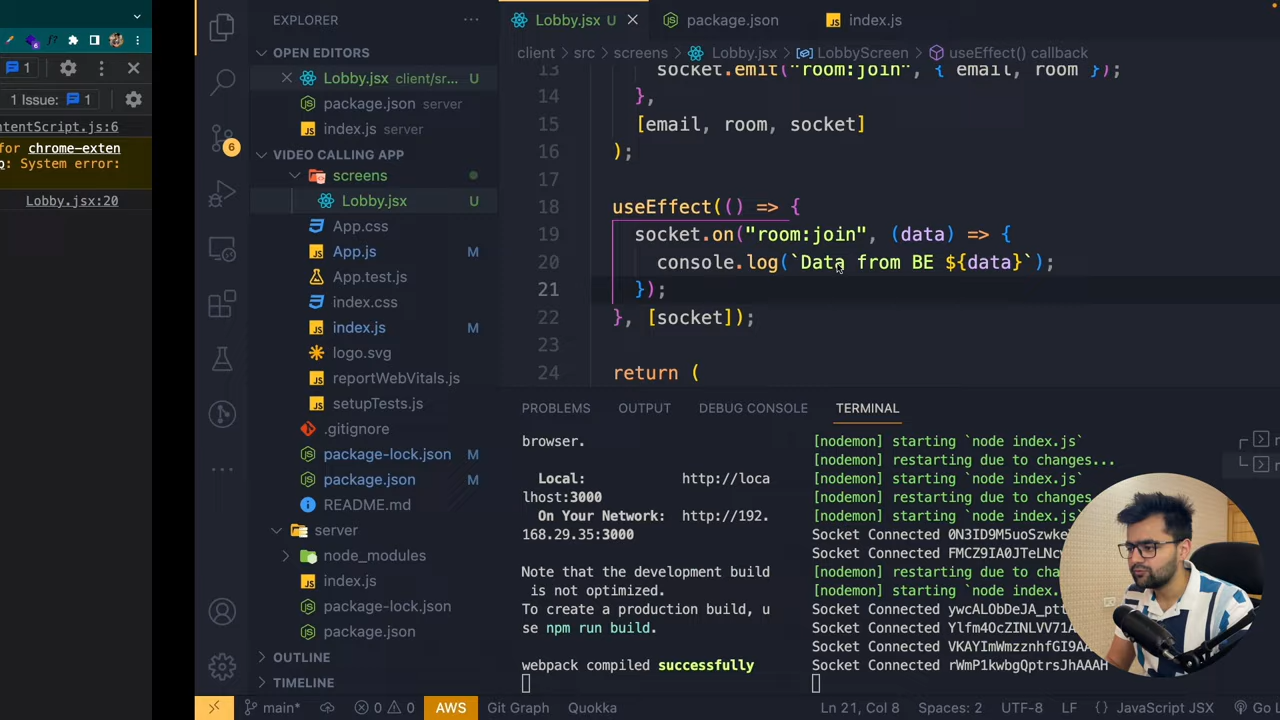 1
1 Issue: 1
ntentScript.js:6
for chrome-exten
p: System error:
Lobby.jsx:20
6
EXPLORER
OPEN EDITORS
Lobby.jsx client/sr...
U
package.json server
index.js server
VIDEO CALLING APP
screens
Lobby.jsx
U
App.css
App.js
M
App.test.js
index.css
index.js
M
logo.svg
reportWebVitals.js
setupTests.js
.gitignore
package-lock.json
M
package.json
M
README.md
server
node_modules
index.js
package-lock.json
package.json
OUTLINE
TIMELINE
Lobby.jsx U
package.json
index.js
client > src > screens > Lobby.jsx > LobbyScreen > useEffect() callback
13 socket.emit("room:join", { email, room });
14 },
15 [email, room, socket]
16 );
17
18 useEffect(() => {
19 socket.on("room:join", (data) => {
20 console.log(`Data from BE ${data}`);
21 });
22 }, [socket]);
23
24 return (
PROBLEMS OUTPUT DEBUG CONSOLE TERMINAL
browser.
Local: http://loca
lhost:3000
On Your Network: http://192.
168.29.35:3000
Note that the development build
is not optimized.
To create a production build, u
se npm run build.
webpack compiled successfully
[nodemon] starting `node index.js`
[nodemon] restarting due to changes...
[nodemon] starting `node index.js`
[nodemon] restarting due to changes
[nodemon] starting `node index.js`
Socket Connected
Socket Connected
[nodemon] restarting due to
[nodemon] starting `node
Socket Connected
Socket Connected
Socket Connected
Socket Connected
main* 0 0 AWS Git Graph Quokka Ln 21, Col 8 Spaces: 2 UTF-8 LF {} JavaScript JSX Go